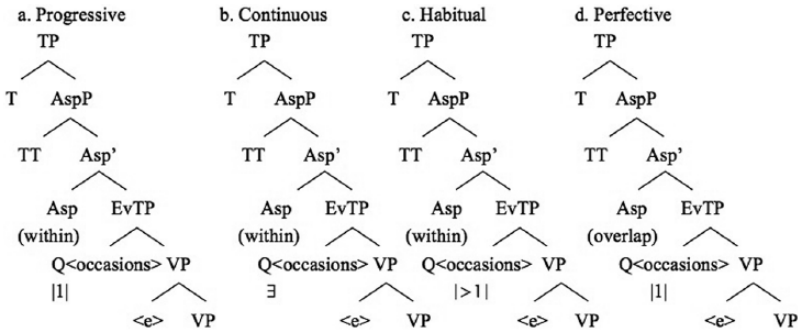 a. Progressive b. Continuous c. Habitual d. Perfective
TP TP TP TP
T AspP T AspP T AspP T AspP
TT Asp’ TT Asp’ TT Asp’ TT Asp’
Asp EvTP Asp EvTP Asp EvTP Asp EvTP
(within) (within) (within) (overlap)
Q<occasions> VP Q<occasions> VP Q<occasions> VP Q<occasions> VP
|1| ∃ |>1| |1|
<e> VP <e> VP <e> VP <e> VP